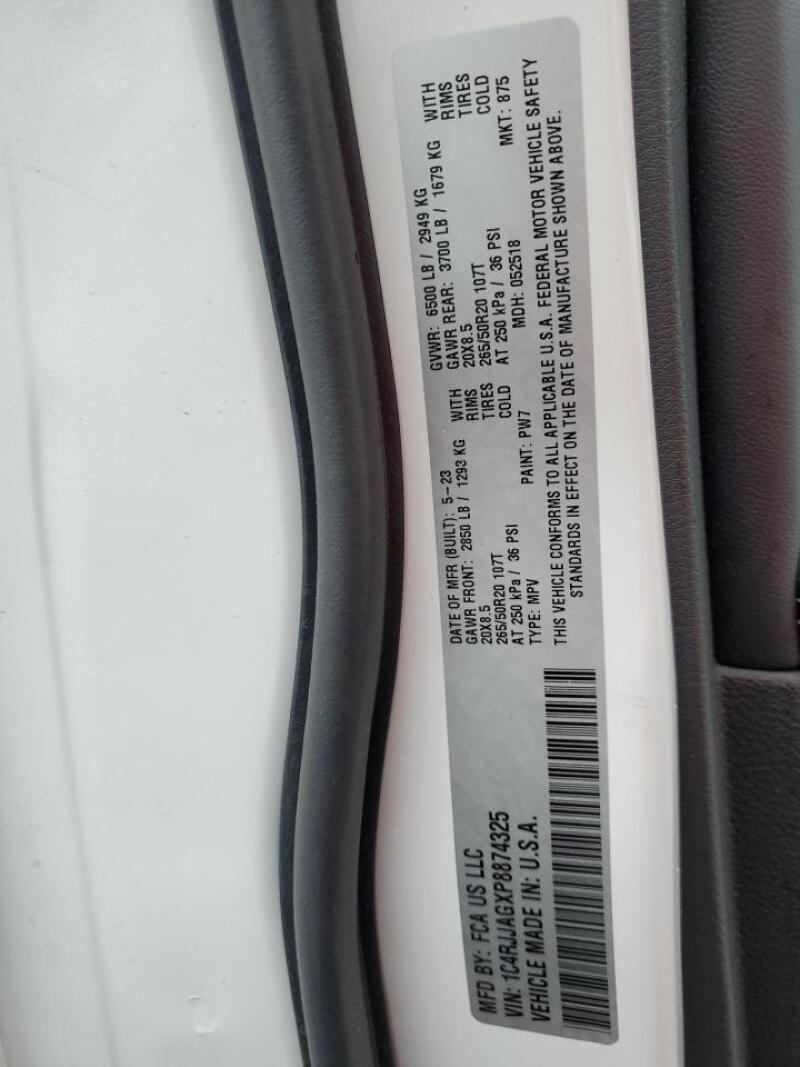 MFD BY: FCA US LLC
VIN: 1C4RJJAGXP8874325
VEHICLE MADE IN: U.S.A.
DATE OF MFR (BUILT): 5-23
GAWR FRONT: 2850 LB / 1293 KG WITH
20X8.5 RIMS
265/50R20 107T TIRES
AT 250 kPa / 36 PSI COLD
TYPE: MPV PAINT: PW7
GVWR: 6500 LB / 2949 KG
GAWR REAR: 3700 LB / 1679 KG WITH
20X8.5 RIMS
265/50R20 107T TIRES
AT 250 kPa / 36 PSI COLD
MDH: 052518 MKT: 875
THIS VEHICLE CONFORMS TO ALL APPLICABLE U.S.A. FEDERAL MOTOR VEHICLE SAFETY
STANDARDS IN EFFECT ON THE DATE OF MANUFACTURE SHOWN ABOVE.